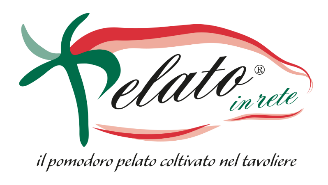 Pelato®
in rete
il pomodoro pelato coltivato nel tavoliere